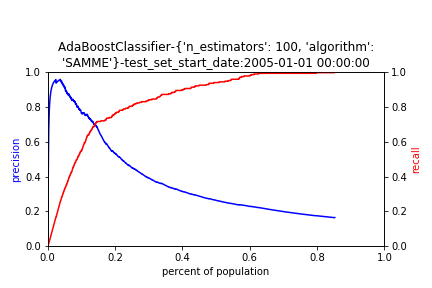 AdaBoostClassifier-{'n_estimators': 100, 'algorithm':
'SAMME'}-test_set_start_date:2005-01-01 00:00:00
1.0
0.8
0.6
0.4
0.2
0.0
precision
1.0
0.8
0.6
0.4
0.2
0.0
recall
0.0 0.2 0.4 0.6 0.8 1.0
percent of population